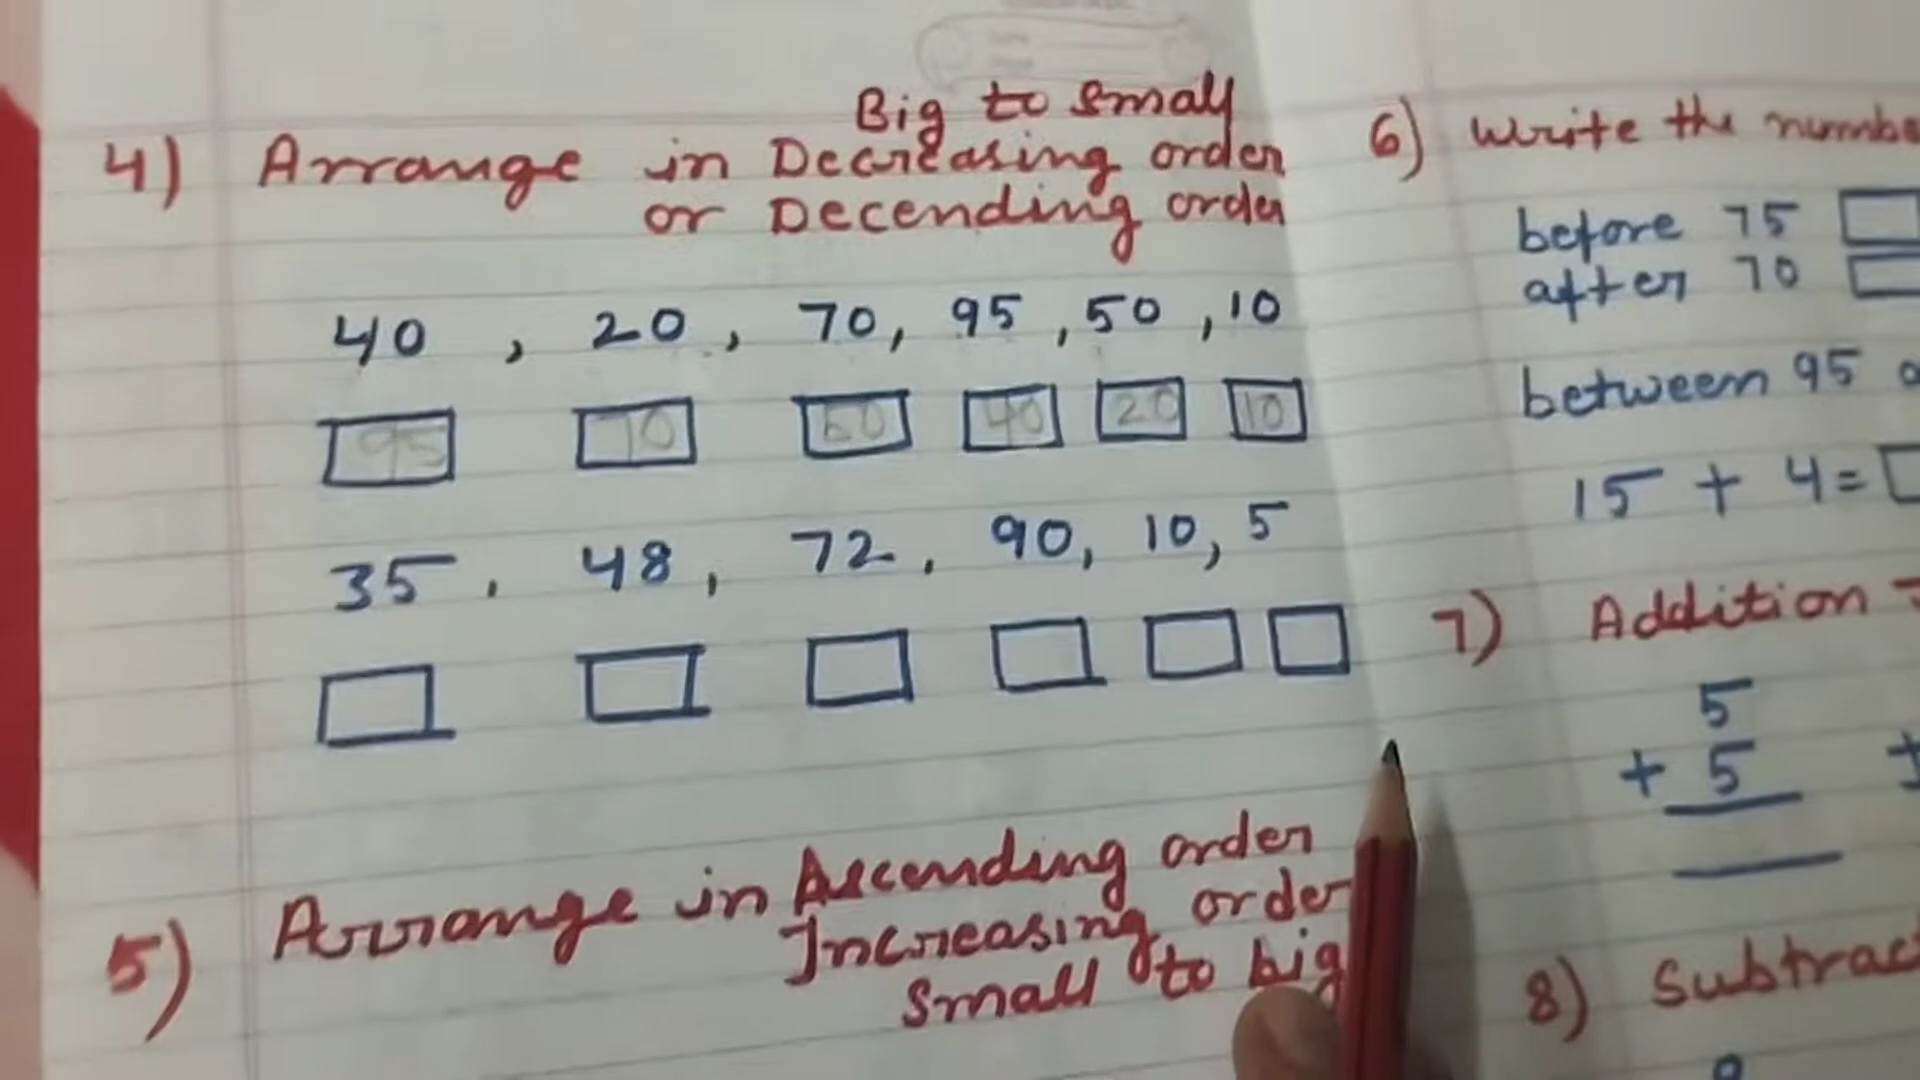 Big to small
4) Arrange in Decreasing order
or Decending order
40 , 20 , 70, 95 , 50 , 10
95 70 50 40 20 10
35 , 48 , 72 , 90, 10, 5
5) Arrange in Ascending order
Increasing order
Small to big
6) Write the
before 75
after 70
between 95
15 + 4 =
7) Addition
5
+ 5
8)